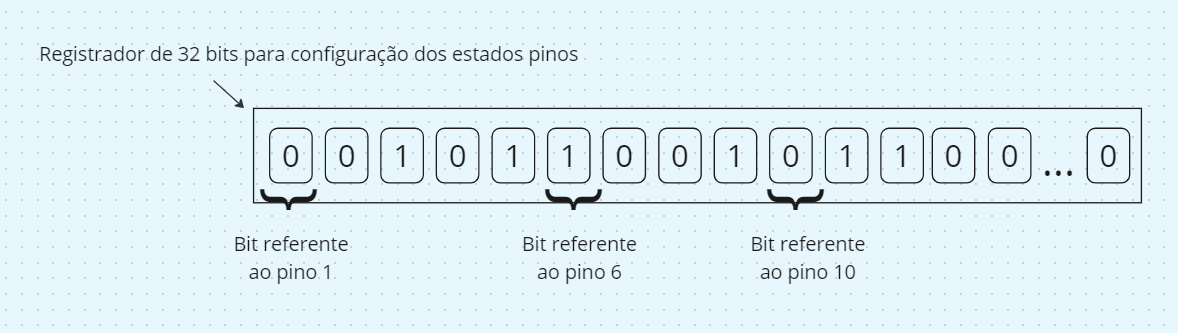 Registrador de 32 bits para configuração dos estados pinos
0 0 1 0 1 1 0 0 1 0 1 1 0 0 ... 0
Bit referente
ao pino 1
Bit referente
ao pino 6
Bit referente
ao pino 10